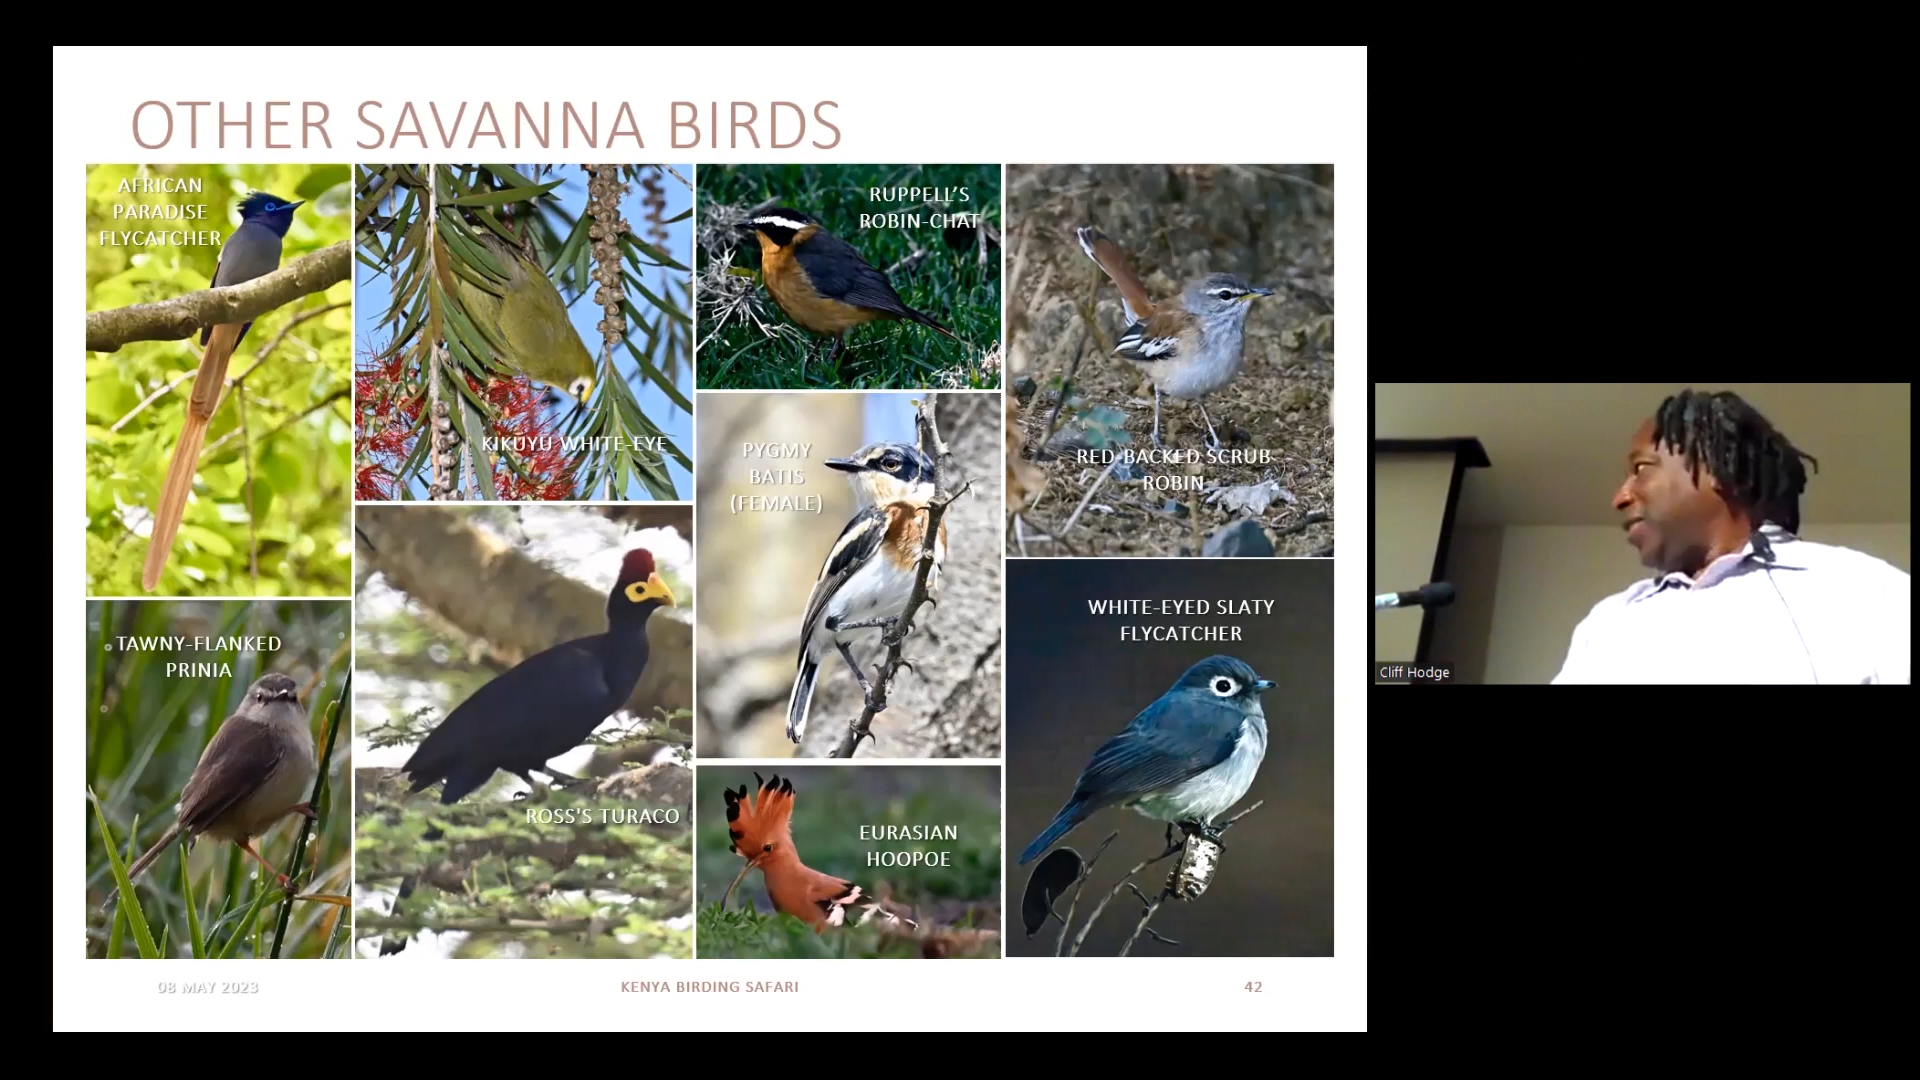 OTHER SAVANNA BIRDS
AFRICAN
PARADISE
FLYCATCHER
KIKUYU WHITE-EYE
RUPPELL’S
ROBIN-CHAT
RED-BACKED SCRUB
ROBIN
PYGMY
BATIS
(FEMALE)
TAWNY-FLANKED
PRINIA
ROSS'S TURACO
EURASIAN
HOOPOE
WHITE-EYED SLATY
FLYCATCHER
08 MAY 2023
KENYA BIRDING SAFARI
42
Cliff Hodge